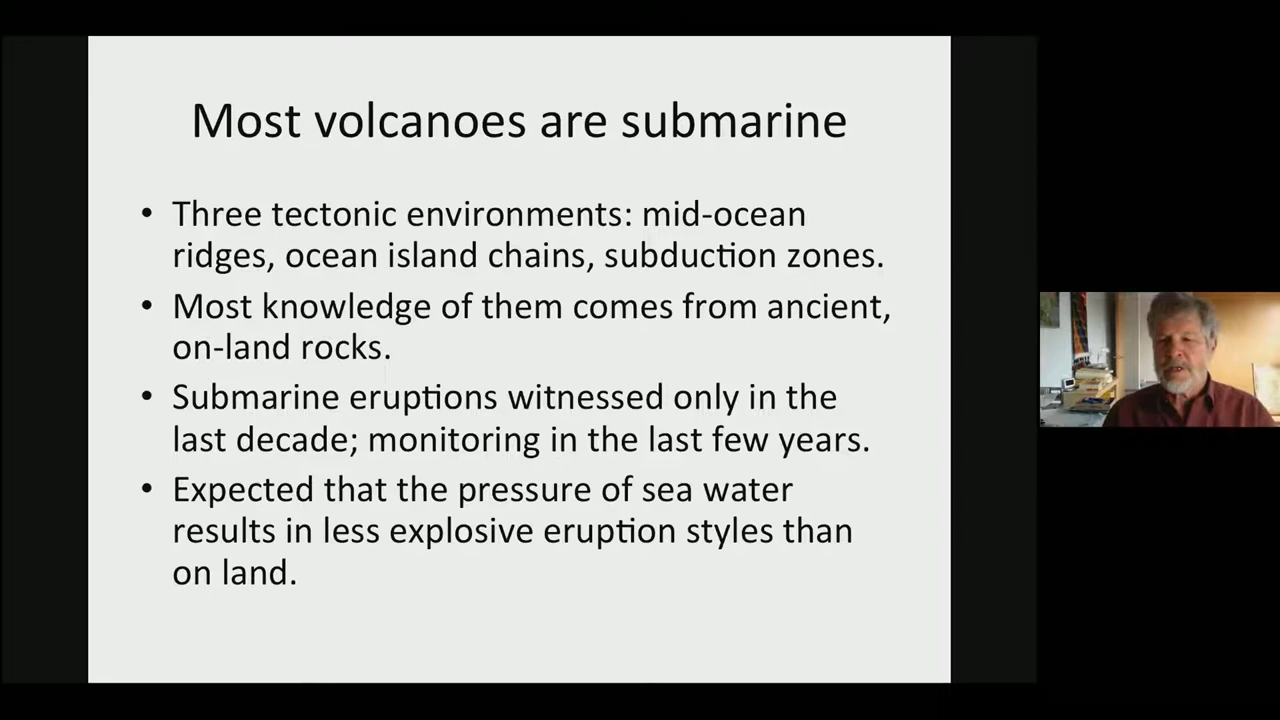 Most volcanoes are submarine
• Three tectonic environments: mid-ocean
ridges, ocean island chains, subduction zones.
• Most knowledge of them comes from ancient,
on-land rocks.
• Submarine eruptions witnessed only in the
last decade; monitoring in the last few years.
• Expected that the pressure of sea water
results in less explosive eruption styles than
on land.